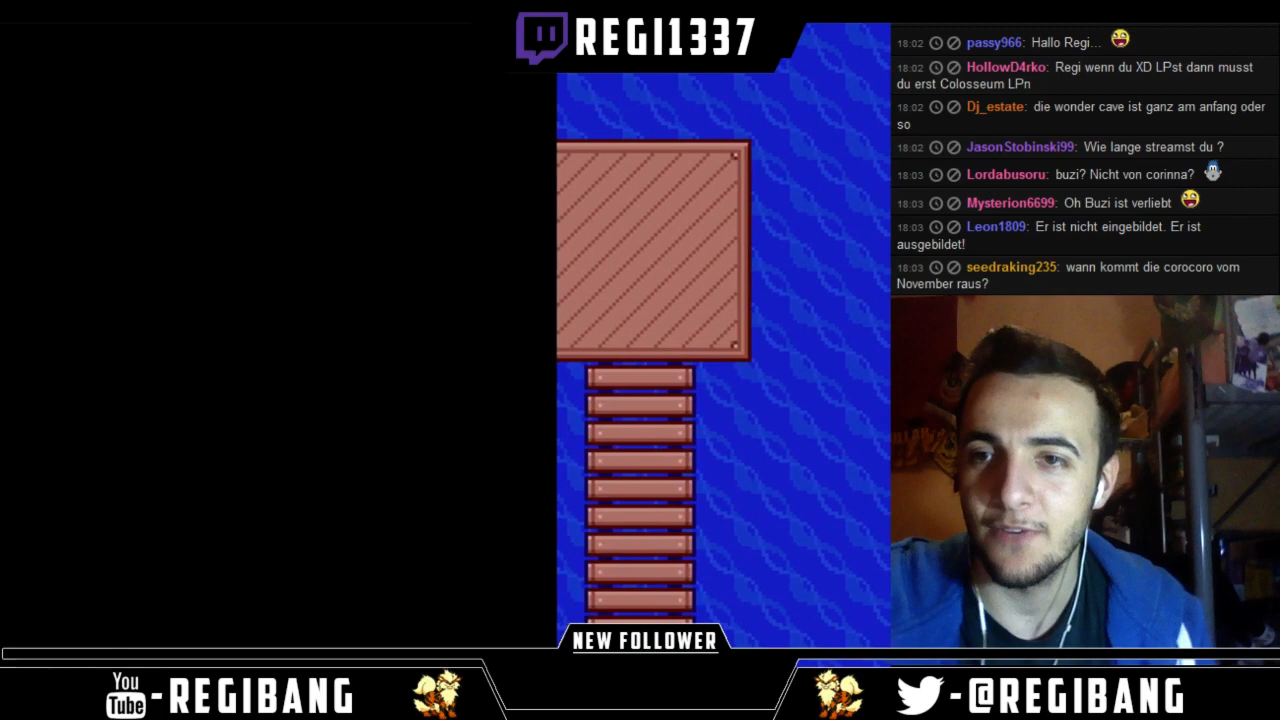 REGI1337
18:02 passy966: Hallo Regi...
18:02 HollowD4rko: Regi wenn du XD LPst dann musst
du erst Colosseum LPn
18:02 Dj_estate: die wonder cave ist ganz am anfang oder
so
18:02 JasonStobinski99: Wie lange streamst du ?
18:03 Lordabusoru: buzi? Nicht von corinna?
18:03 Mysterion6699: Oh Buzi ist verliebt
18:03 Leon1809: Er ist nicht eingebildet. Er ist
ausgebildet!
18:03 seedraking235: wann kommt die corocoro vom
November raus?
NEW FOLLOWER
You
Tube -REGIBANG
-@REGIBANG